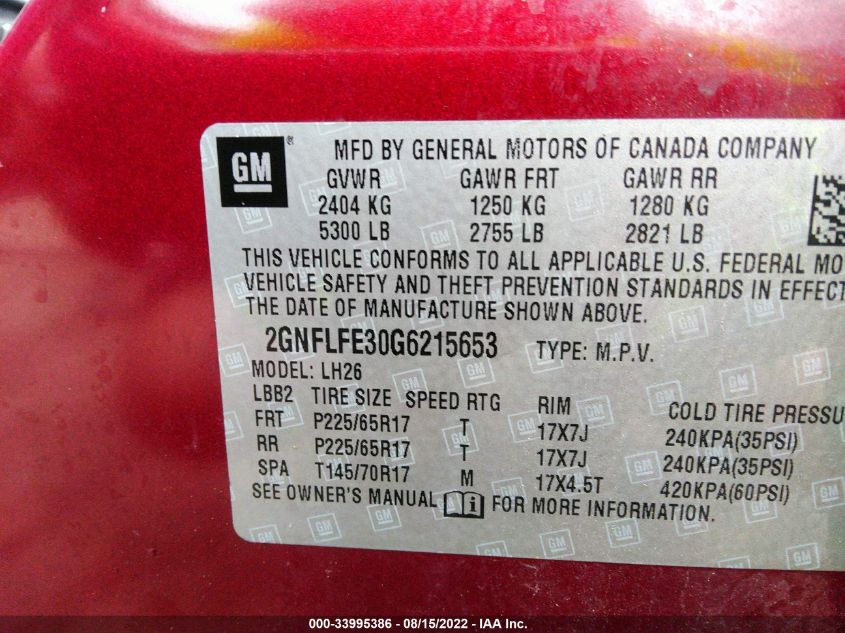 GM
MFD BY GENERAL MOTORS OF CANADA COMPANY
GVWR GAWR FRT GAWR RR
2404 KG 1250 KG 1280 KG
5300 LB 2755 LB 2821 LB
THIS VEHICLE CONFORMS TO ALL APPLICABLE U.S. FEDERAL MO
VEHICLE SAFETY AND THEFT PREVENTION STANDARDS IN EFFECT
THE DATE OF MANUFACTURE SHOWN ABOVE.
2GNFLFE30G6215653 TYPE: M.P.V.
MODEL: LH26
LBB2 TIRE SIZE SPEED RTG RIM COLD TIRE PRESSU
FRT P225/65R17 T 17X7J 240KPA(35PSI)
RR P225/65R17 T 17X7J 240KPA(35PSI)
SPA T145/70R17 M 17X4.5T 420KPA(60PSI)
SEE OWNER'S MANUAL FOR MORE INFORMATION.
000-33995386 - 08/15/2022 - IAA Inc.